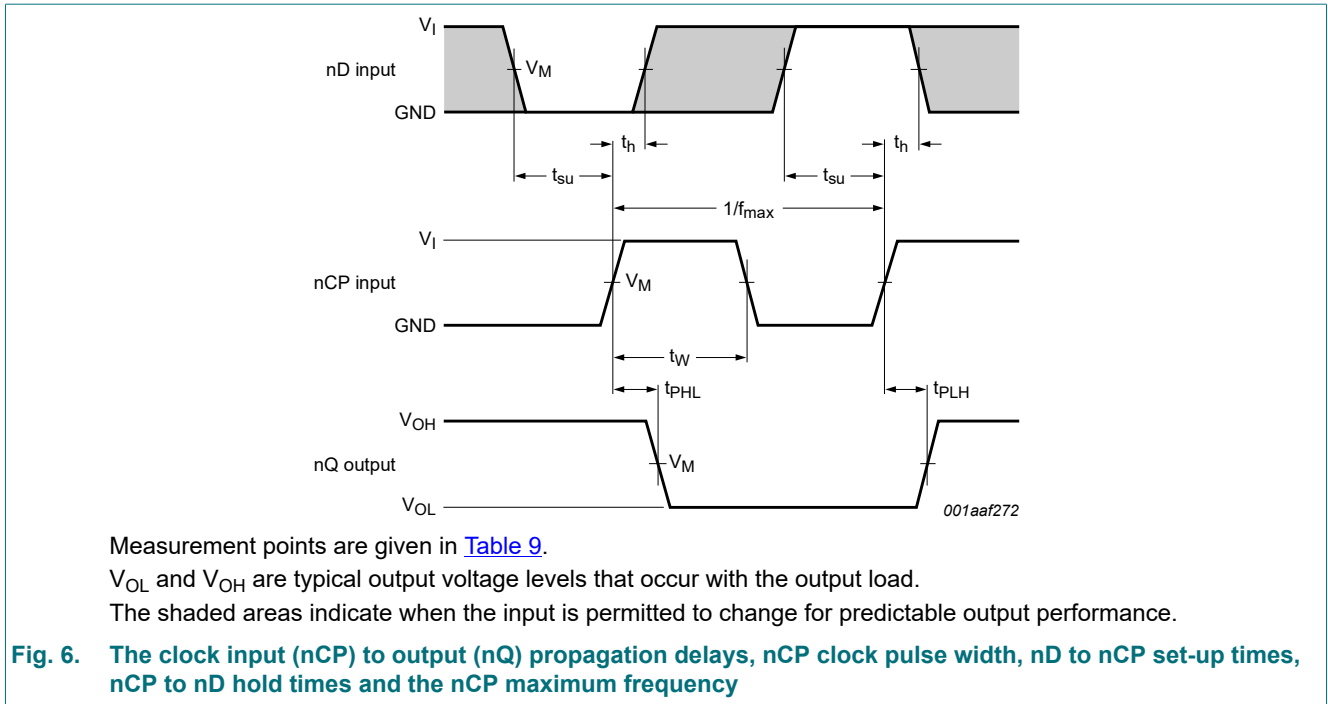 VI
nD input
VM
GND
th
th
tsu
tsu
1/fmax
VI
nCP input
VM
GND
tW
tPHL
tPLH
VOH
nQ output
VM
VOL
001aaf272
Measurement points are given in Table 9.
VOL and VOH are typical output voltage levels that occur with the output load.
The shaded areas indicate when the input is permitted to change for predictable output performance.
Fig. 6. The clock input (nCP) to output (nQ) propagation delays, nCP clock pulse width, nD to nCP set-up times,
nCP to nD hold times and the nCP maximum frequency